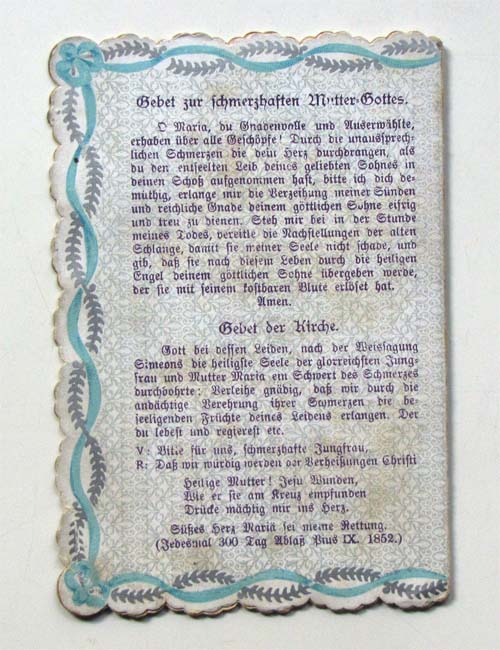 Gebet zur schmerzhaften Mutter Gottes.
O Maria, du Gnadenvolle und Auserwählte,
erhaben über alle Geschöpfe! Durch die unaussprech-
lichen Schmerzen die dein Herz durchdrangen, als
du den entseelten Leib deines geliebten Sohnes in
deinen Schoß aufgenommen hast, bitte ich dich de-
mütig, erlange mir die Verzeihung meiner Sünden
und reichliche Gnade deinem göttlichen Sohne eifrig
und treu zu dienen. Steh mir bei in der Stunde
meines Todes, vereitle die Nachstellungen der alten
Schlange, damit sie meiner Seele nicht schade, und
gib, daß sie nach diesem Leben durch die heiligen
Engel deinem göttlichen Sohne übergeben werde,
der sie mit seinem kostbaren Blute erlöset hat.
Amen.
Gebet der Kirche.
Gott bei dessen Leiden, nach der Weissagung
Simeons die heiligste Seele der glorreichsten Jung-
frau und Mutter Maria ein Schwert des Schmerzes
durchbohrte: Verleihe gnädig, daß wir durch die
andächtige Verehrung ihrer Scmerzen die be-
seeligenden Früchte deines Leidens erlangen. Der
du lebest und regierest etc.
V: Bitte für uns, schmerzhafte Jungfrau,
R: Daß wir würdig werden der Verheißungen Christi
Heilige Mutter! Jesu Wunden,
Wie er sie am Kreuz empfunden
Drücke mächtig mir ins Herz.
Süßes Herz Mariä sei meine Rettung.
(Jedesmal 300 Tag Ablaß Pius IX. 1852.)